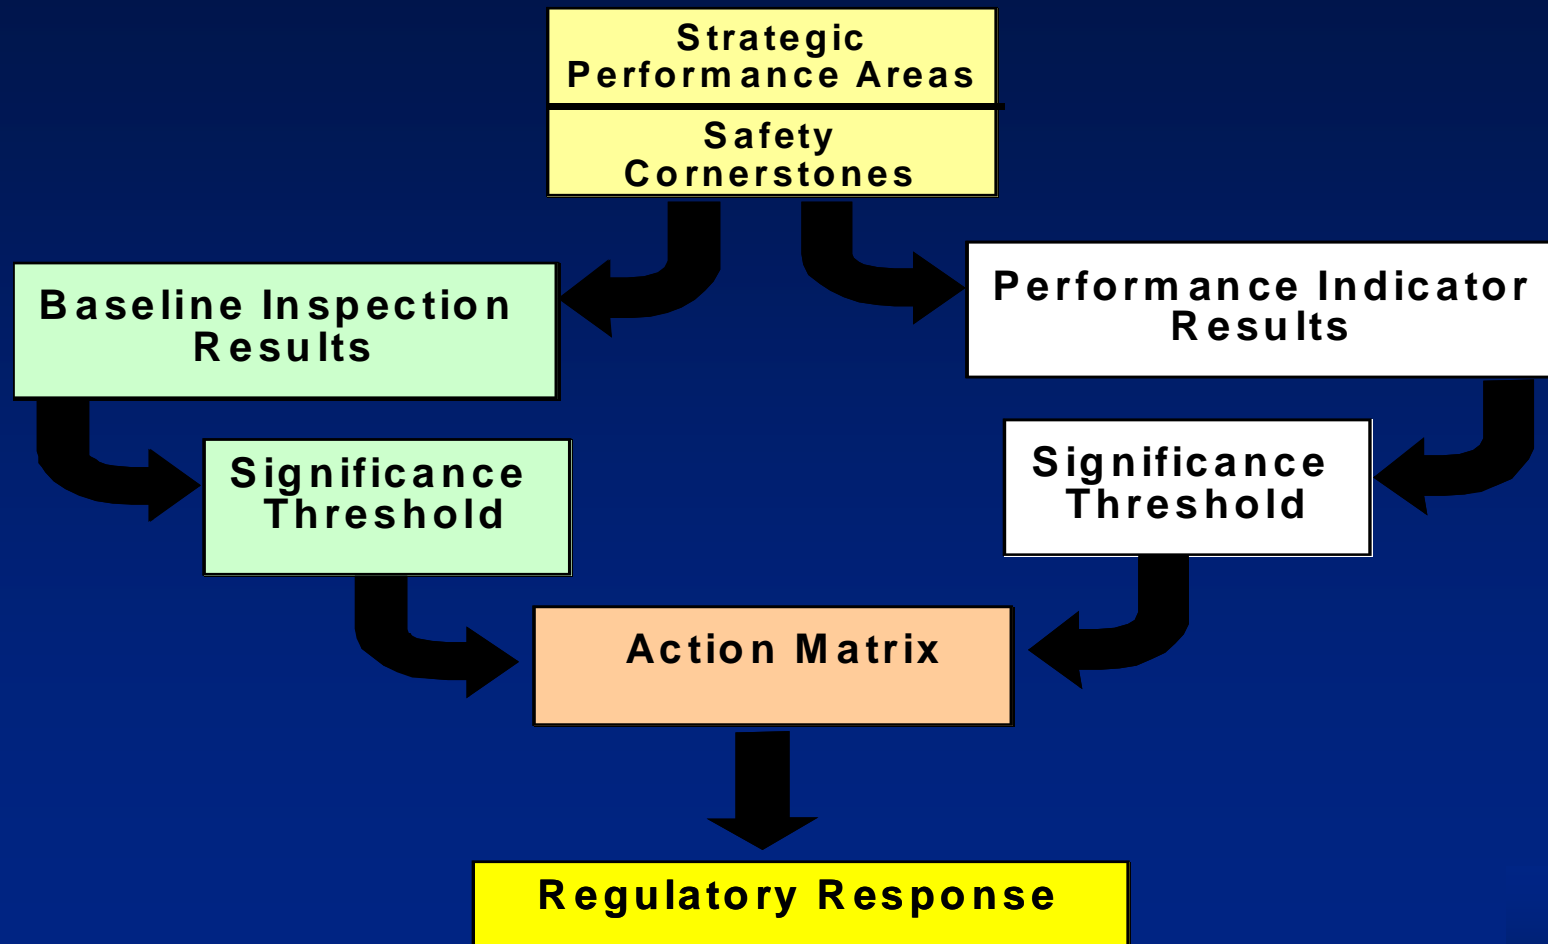 Strategic
Performance Areas
Safety
Cornerstones
Baseline Inspection
Results
Performance Indicator
Results
Significance
Threshold
Significance
Threshold
Action Matrix
Regulatory Response